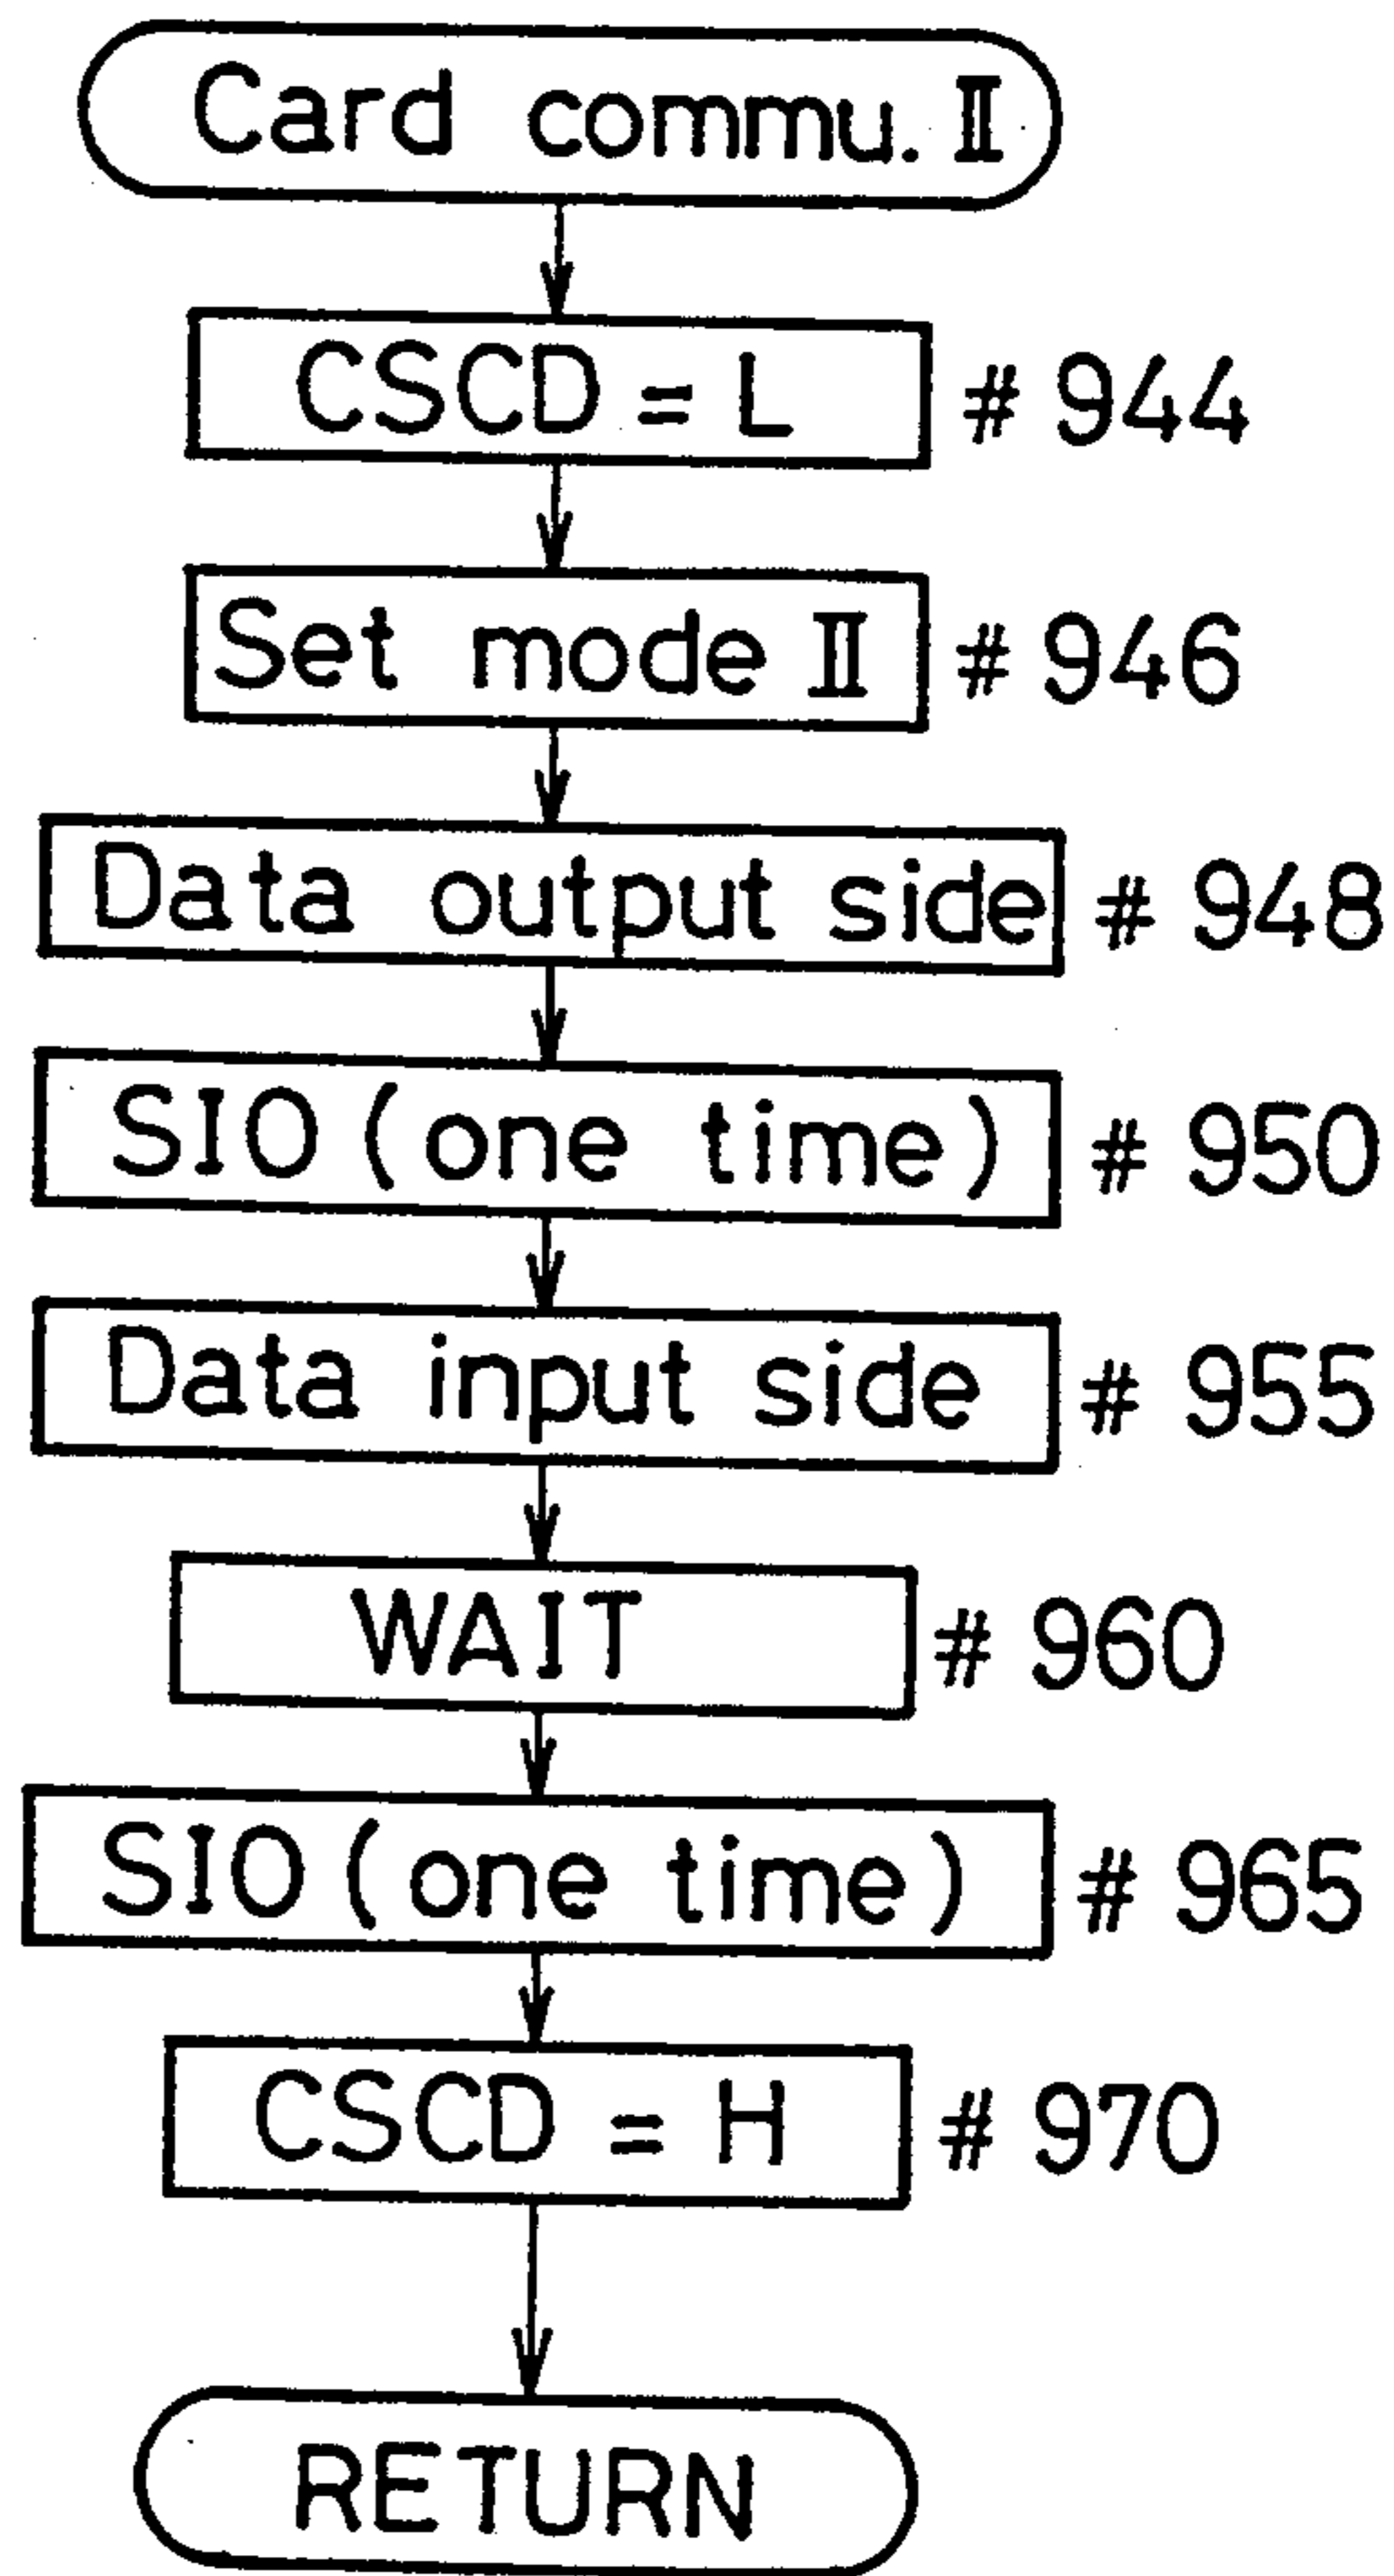 Card commu. II
CSCD = L # 944
Set mode II # 946
Data output side # 948
SIO (one time) # 950
Data input side # 955
WAIT # 960
SIO (one time) # 965
CSCD = H # 970
RETURN